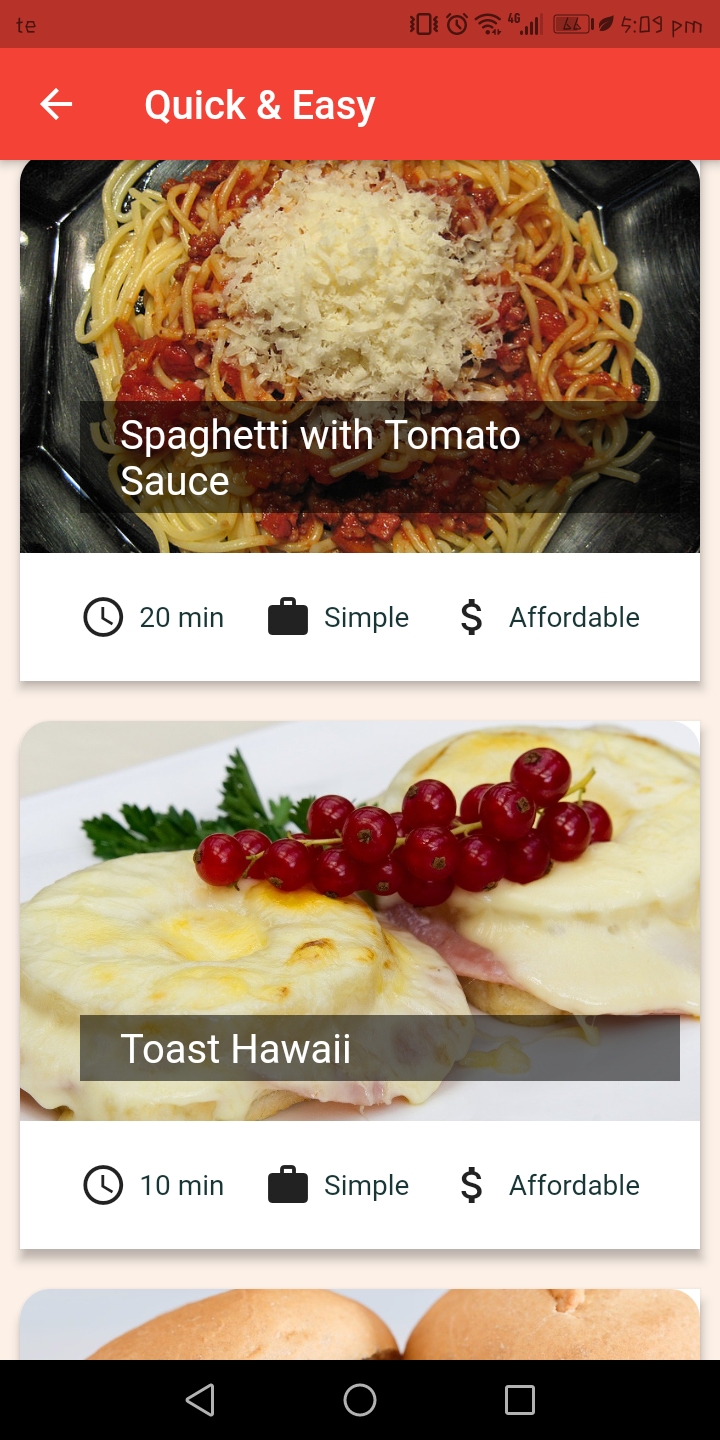 te
4G
66
5:09 pm
Quick & Easy
Spaghetti with Tomato
Sauce
20 min
Simple
Affordable
Toast Hawaii
10 min
Simple
Affordable